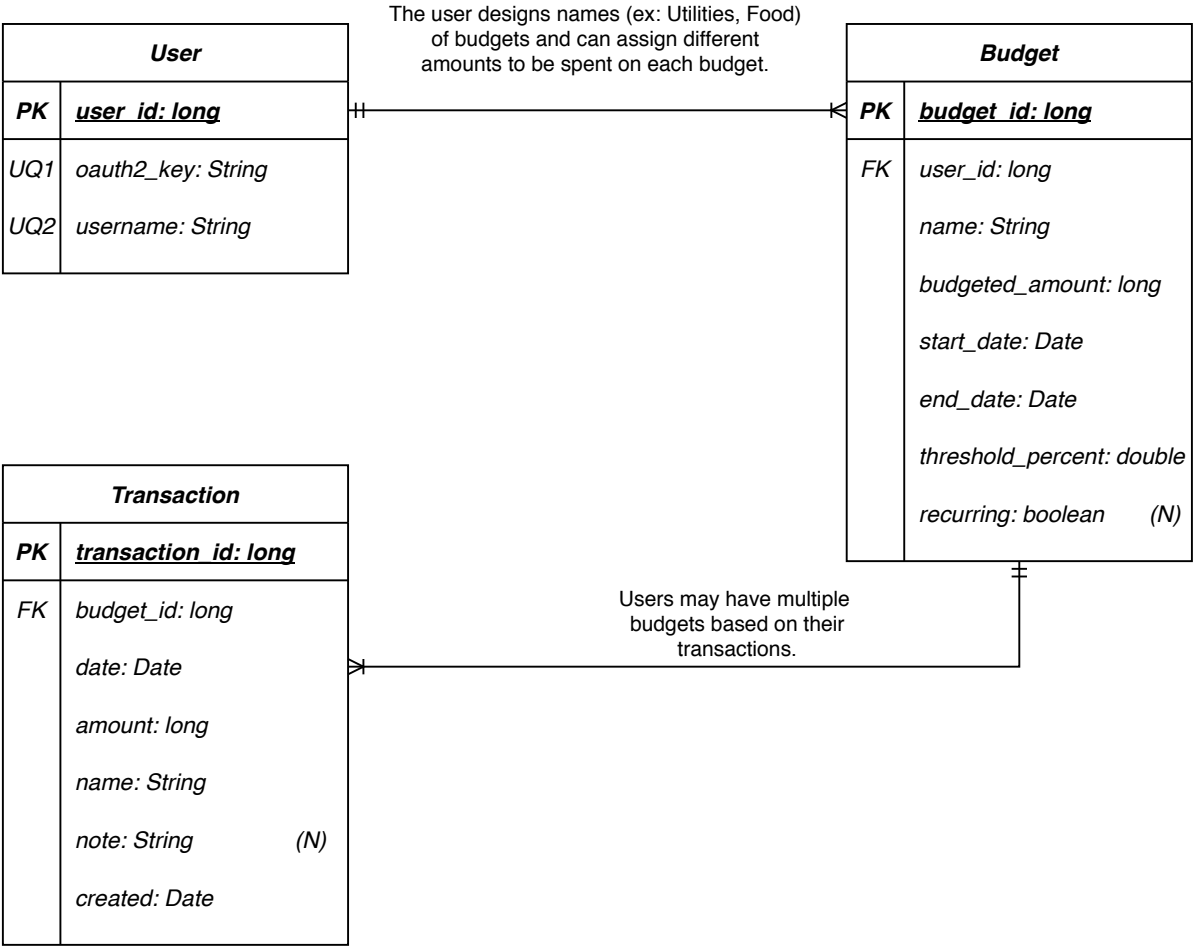 The user designs names (ex: Utilities, Food)
of budgets and can assign different
amounts to be spent on each budget.
User
PK user_id: long
UQ1 oauth2_key: String
UQ2 username: String
Budget
PK budget_id: long
FK user_id: long
name: String
budgeted_amount: long
start_date: Date
end_date: Date
threshold_percent: double
recurring: boolean (N)
Users may have multiple
budgets based on their
transactions.
Transaction
PK transaction_id: long
FK budget_id: long
date: Date
amount: long
name: String
note: String (N)
created: Date